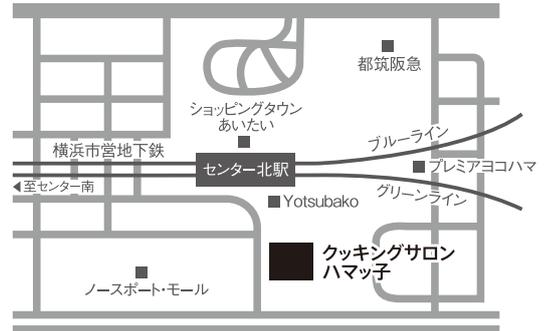 都筑阪急
ショッピングタウン
あいたい
横浜市営地下鉄
ブルーライン
センター北駅
プレミアヨコハマ
◀至センター南
グリーンライン
Yotsubako
クッキングサロン
ハマッ子
ノースポート・モール